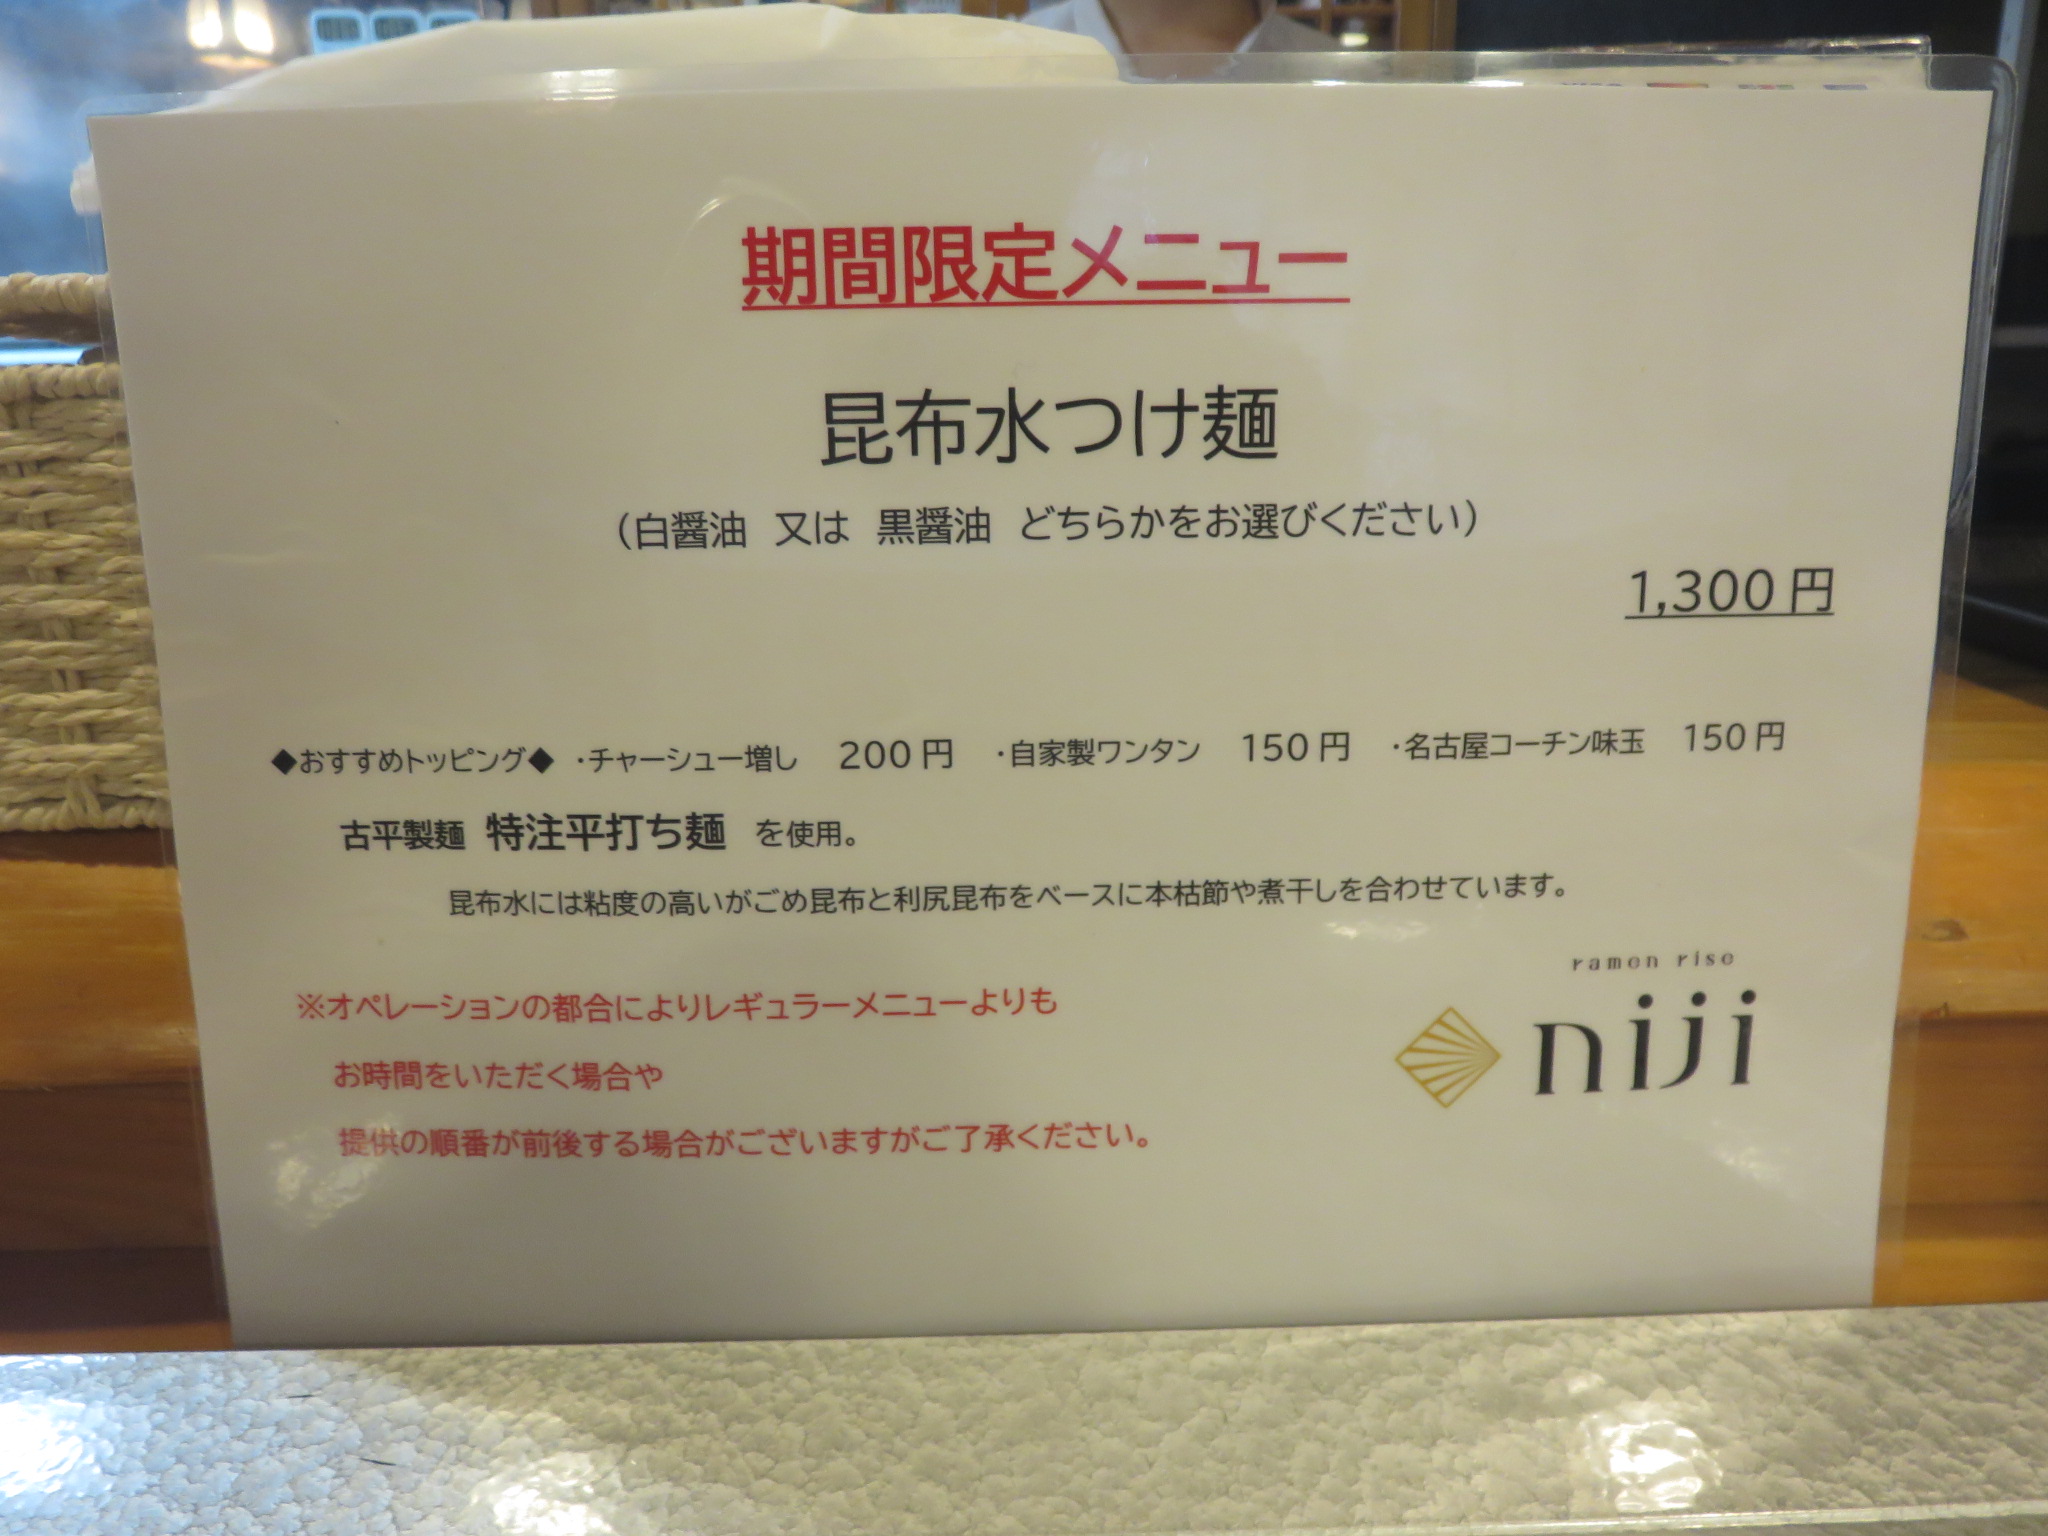 期間限定メニュー
昆布水つけ麺
（白醤油 又は 黒醤油 どちらかをお選びください）
1,300円
◆おすすめトッピング◆ ・チャーシュー増し 200円 ・自家製ワンタン 150円 ・名古屋コーチン味玉 150円
古平製麺 特注平打ち麺 を使用。
昆布水には粘度の高いがごめ昆布と利尻昆布をベースに本枯節や煮干しを合わせています。
※オペレーションの都合によりレギュラーメニューよりも
お時間をいただく場合や
提供の順番が前後する場合がございますがご了承ください。
ramen rise
niji